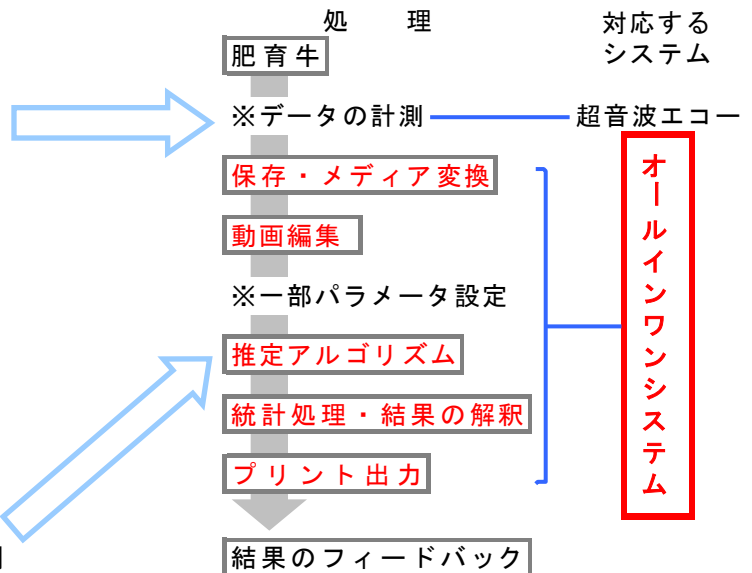 処理
対応する
システム
肥育牛
※データの計測
超音波エコー
保存・メディア変換
動画編集
※一部パラメータ設定
推定アルゴリズム
統計処理・結果の解釈
プリント出力
オールインワンシステム
結果のフィードバック